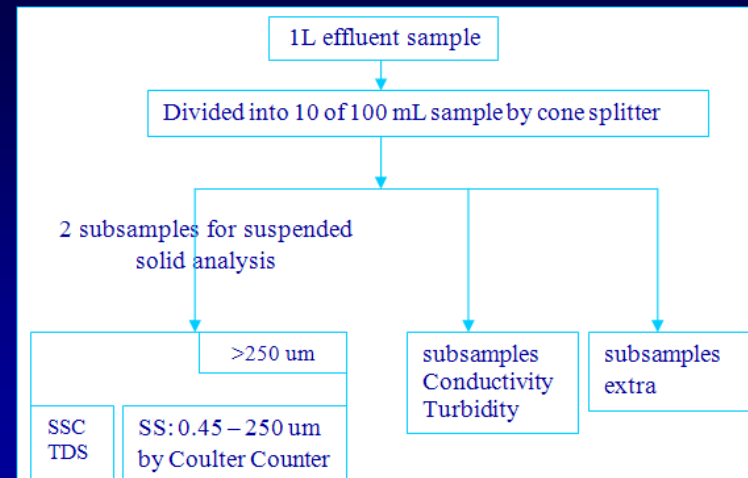 1L effluent sample
Divided into 10 of 100 mL sample by cone splitter
2 subsamples for suspended
solid analysis
>250 um
SSC
TDS
SS: 0.45 – 250 um
by Coulter Counter
subsamples
Conductivity
Turbidity
subsamples
extra